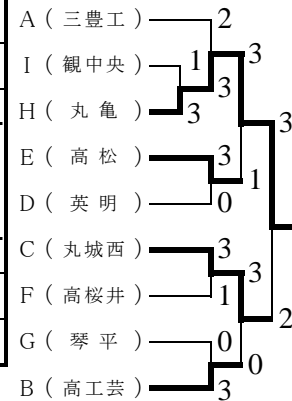 A ( 三豊工 ) 2
I ( 観中央 ) 1 3
H ( 丸 亀 ) 3 3 3
E ( 高 松 ) 3
D ( 英 明 ) 0 1
C ( 丸城西 ) 3
F ( 高桜井 ) 1 3
G ( 琴 平 ) 0 2
B ( 高工芸 ) 3 0